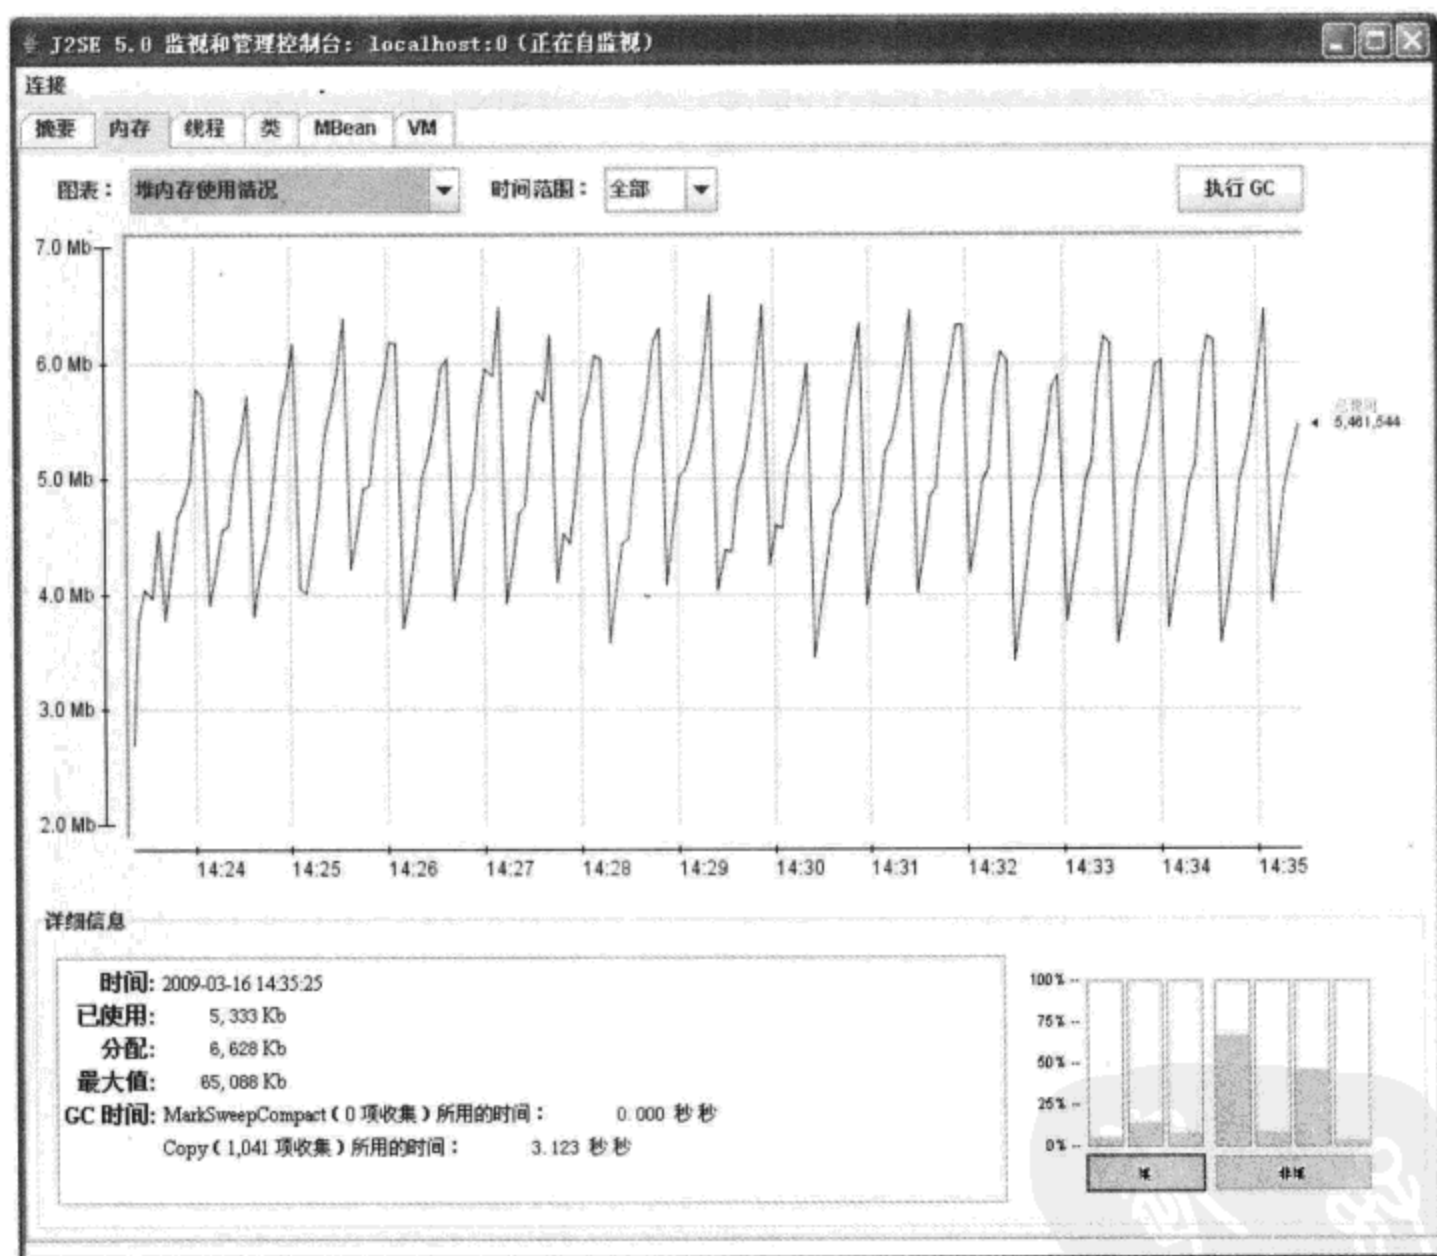 J2SE 5.0 监视和管理控制台: localhost:0 (正在自监视)
连接
摘要 内存 线程 类 MBean VM
图表: 堆内存使用情况 时间范围: 全部 执行 GC
7.0 Mb
6.0 Mb
5.0 Mb
4.0 Mb
3.0 Mb
2.0 Mb
5,461,544
14:24 14:25 14:26 14:27 14:28 14:29 14:30 14:31 14:32 14:33 14:34 14:35
详细信息
时间: 2009-03-16 14:35:25
已使用: 5,333 Kb
分配: 6,628 Kb
最大值: 65,088 Kb
GC 时间: MarkSweepCompact ( 0 项收集 ) 所用的时间: 0.000 秒秒
Copy ( 1,041 项收集 ) 所用的时间: 3.123 秒秒
100% --
75% --
50% --
25% --
0% --
堆 非堆